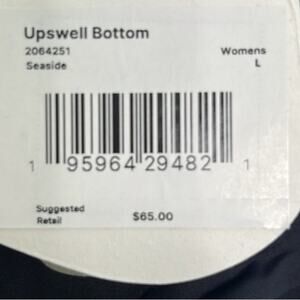 Upswell Bottom
2064251 Womens
Seaside L
1 95964 29482 1
Suggested
Retail $65.00